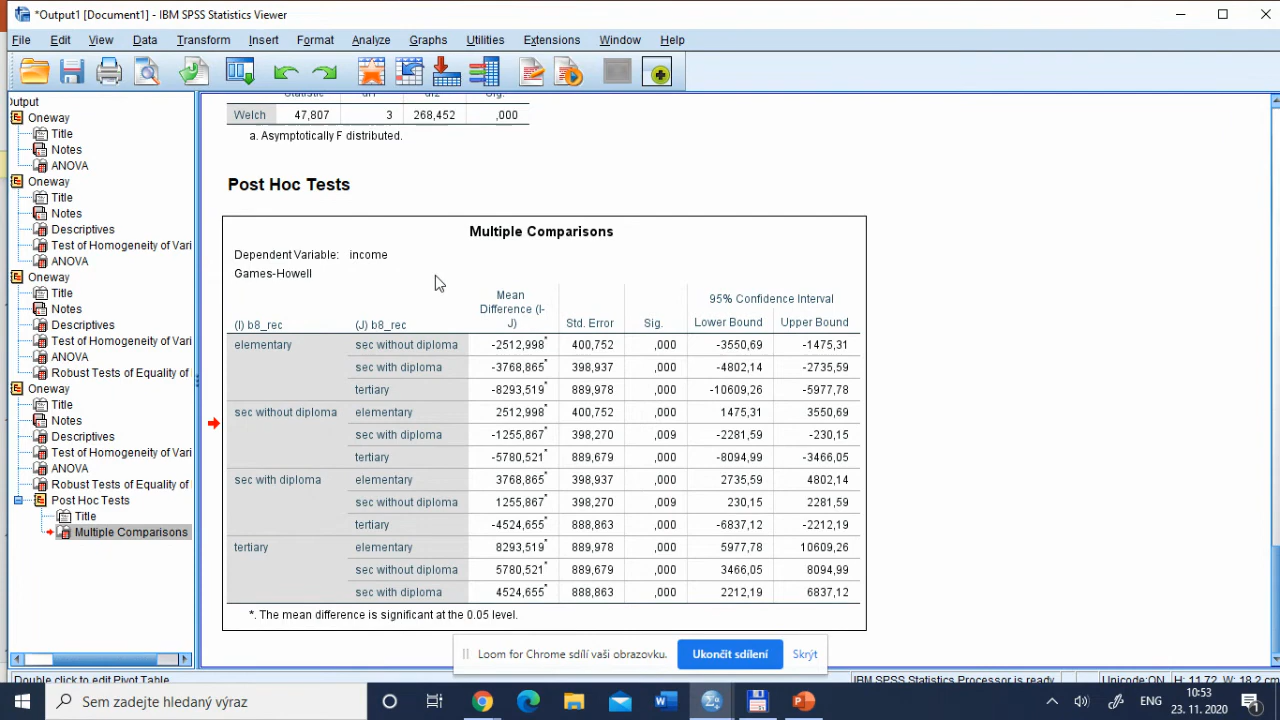 *Output1 [Document1] - IBM SPSS Statistics Viewer
File Edit View Data Transform Insert Format Analyze Graphs Utilities Extensions Window Help
Output
Oneway
Title
Notes
ANOVA
Oneway
Title
Notes
Descriptives
Test of Homogeneity of Vari
ANOVA
Oneway
Title
Notes
Descriptives
Test of Homogeneity of Vari
ANOVA
Robust Tests of Equality of
Oneway
Title
Notes
Descriptives
Test of Homogeneity of Vari
ANOVA
Robust Tests of Equality of
Post Hoc Tests
Title
Multiple Comparisons
Statistic df1 df2 Sig.
Welch 47,807 3 268,452 ,000
a. Asymptotically F distributed.
Post Hoc Tests
Multiple Comparisons
Dependent Variable: income
Games-Howell
(I) b8_rec (J) b8_rec Mean Difference (I-J) Std. Error Sig. 95% Confidence Interval
Lower Bound Upper Bound
elementary sec without diploma -2512,998* 400,752 ,000 -3550,69 -1475,31
sec with diploma -3768,865* 398,937 ,000 -4802,14 -2735,59
tertiary -8293,519* 889,978 ,000 -10609,26 -5977,78
sec without diploma elementary 2512,998* 400,752 ,000 1475,31 3550,69
sec with diploma -1255,867* 398,270 ,009 -2281,59 -230,15
tertiary -5780,521* 889,679 ,000 -8094,99 -3466,05
sec with diploma elementary 3768,865* 398,937 ,000 2735,59 4802,14
sec without diploma 1255,867* 398,270 ,009 230,15 2281,59
tertiary -4524,655* 888,863 ,000 -6837,12 -2212,19
tertiary elementary 8293,519* 889,978 ,000 5977,78 10609,26
sec without diploma 5780,521* 889,679 ,000 3466,05 8094,99
sec with diploma 4524,655* 888,863 ,000 2212,19 6837,12
*. The mean difference is significant at the 0.05 level.
Loom for Chrome sdílí vaši obrazovku. Ukončit sdílení Skrýt
Double click to edit Pivot Table IBM SPSS Statistics Processor is ready Unicode:ON H: 11.72, W: 18.2 cm
Sem zadejte hledaný výraz
ENG
10:53
23. 11. 2020
1